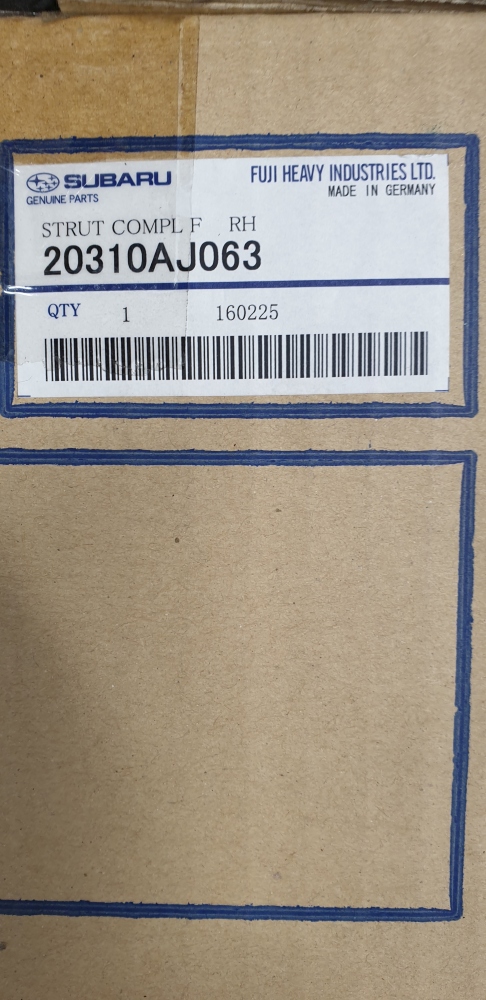 SUBARU
GENUINE PARTS
FUJI HEAVY INDUSTRIES LTD.
MADE IN GERMANY
STRUT COMPL F RH
20310AJ063
QTY 1 160225